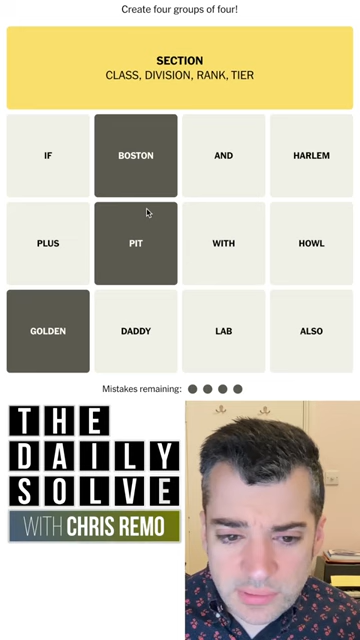 Create four groups of four!
SECTION
CLASS, DIVISION, RANK, TIER
IF BOSTON AND HARLEM
PLUS PIT WITH HOWL
GOLDEN DADDY LAB ALSO
Mistakes remaining:
THE
DAILY
SOLVE
WITH CHRIS REMO